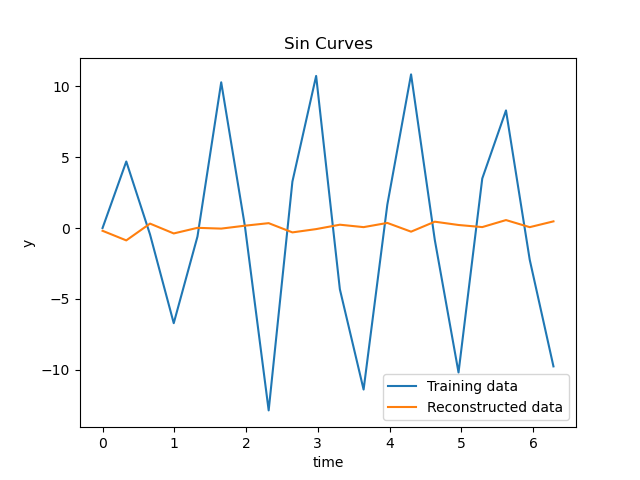 Sin Curves
10
5
0
−5
−10
y
0 1 2 3 4 5 6
time
Training data
Reconstructed data